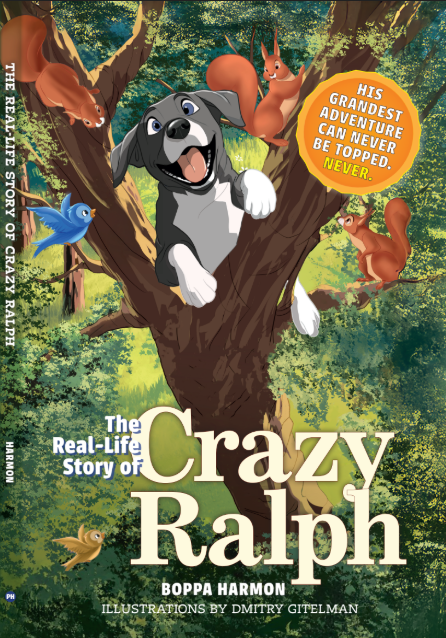 THE REAL-LIFE STORY OF CRAZY RALPH
HARMON
PH
HIS
GRANDEST
ADVENTURE
CAN NEVER
BE TOPPED.
NEVER.
The
Real-Life
Story of
Crazy
Ralph
BOPPA HARMON
ILLUSTRATIONS BY DMITRY GITELMAN